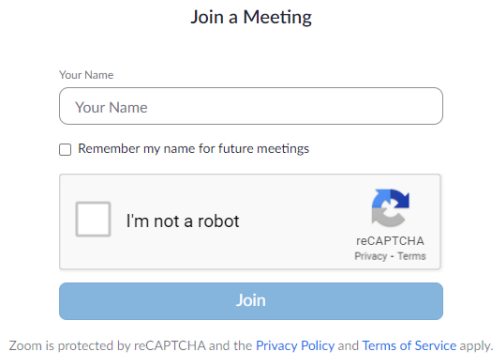 Join a Meeting
Your Name
Your Name
Remember my name for future meetings
I'm not a robot
reCAPTCHA
Privacy - Terms
Join
Zoom is protected by reCAPTCHA and the Privacy Policy and Terms of Service apply.